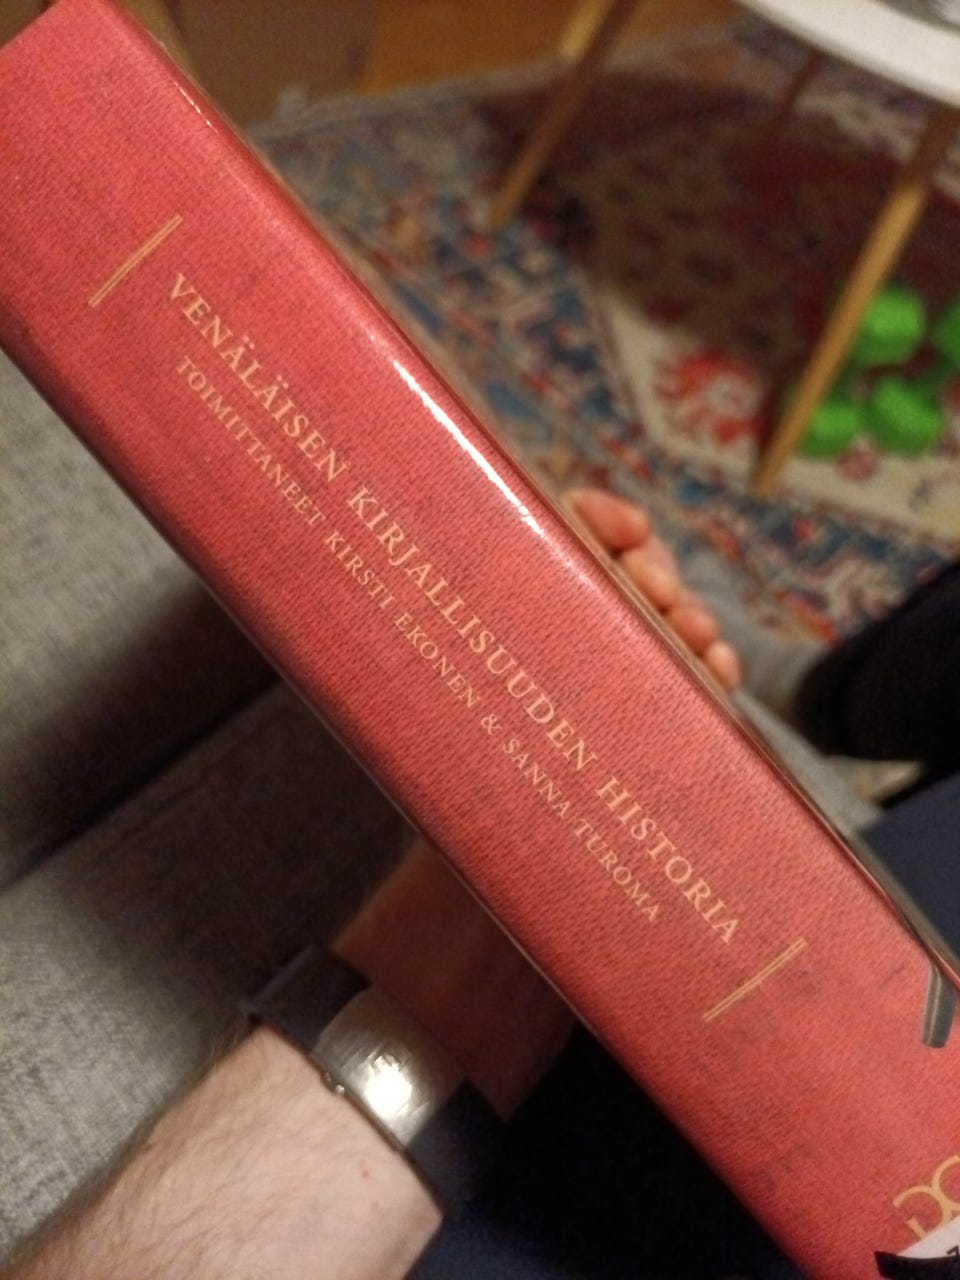 VENÄLÄISEN KIRJALLISUUDEN HISTORIA
TOIMITTANEET KIRSTI EKONEN & SANNA TUROMA